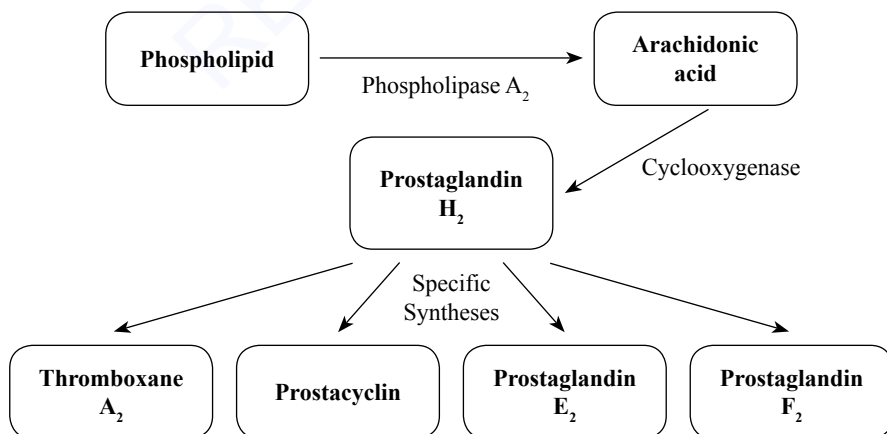 Phospholipid
Phospholipase A₂
Arachidonic
acid
Cyclooxygenase
Prostaglandin
H₂
Specific
Syntheses
Thromboxane
A₂
Prostacyclin
Prostaglandin
E₂
Prostaglandin
F₂